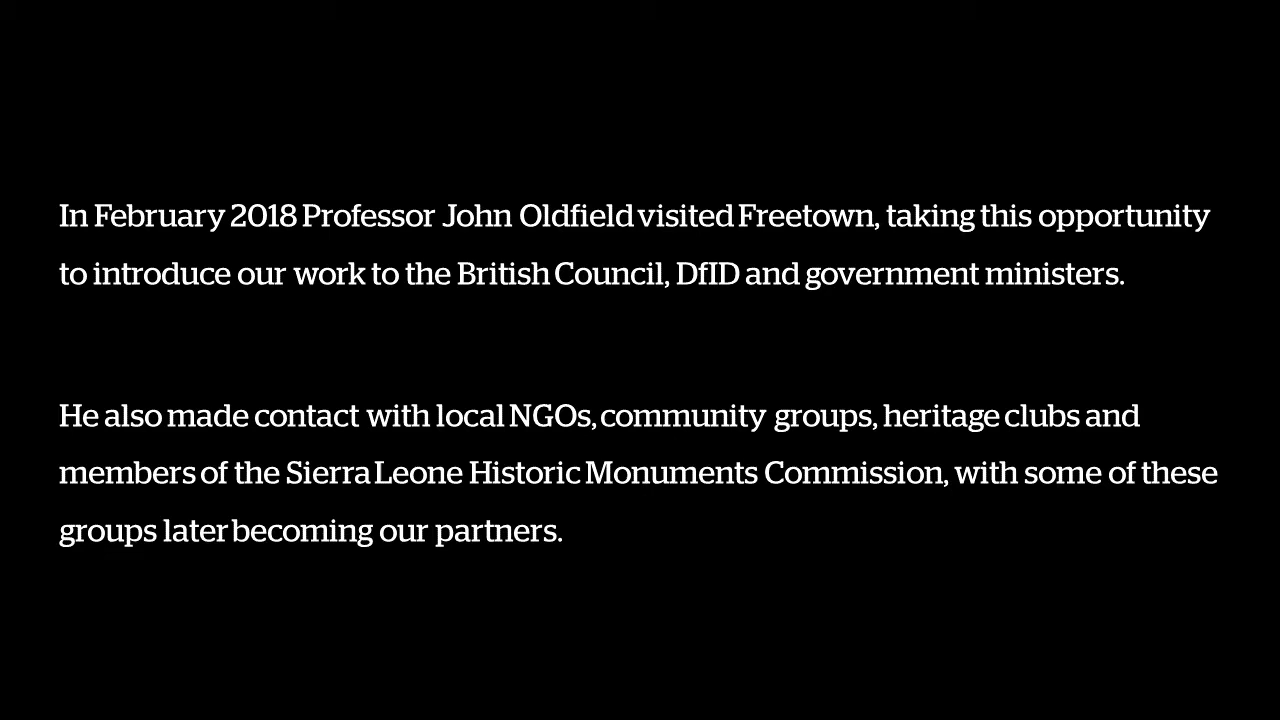 In February 2018 Professor John Oldfield visited Freetown, taking this opportunity
to introduce our work to the British Council, DfID and government ministers.
He also made contact with local NGOs, community groups, heritage clubs and
members of the Sierra Leone Historic Monuments Commission, with some of these
groups later becoming our partners.